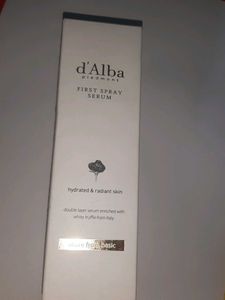 d'Alba
piedmont
FIRST SPRAY
SERUM
hydrated & radiant skin
double layer serum enriched with
white truffle from Italy
basic